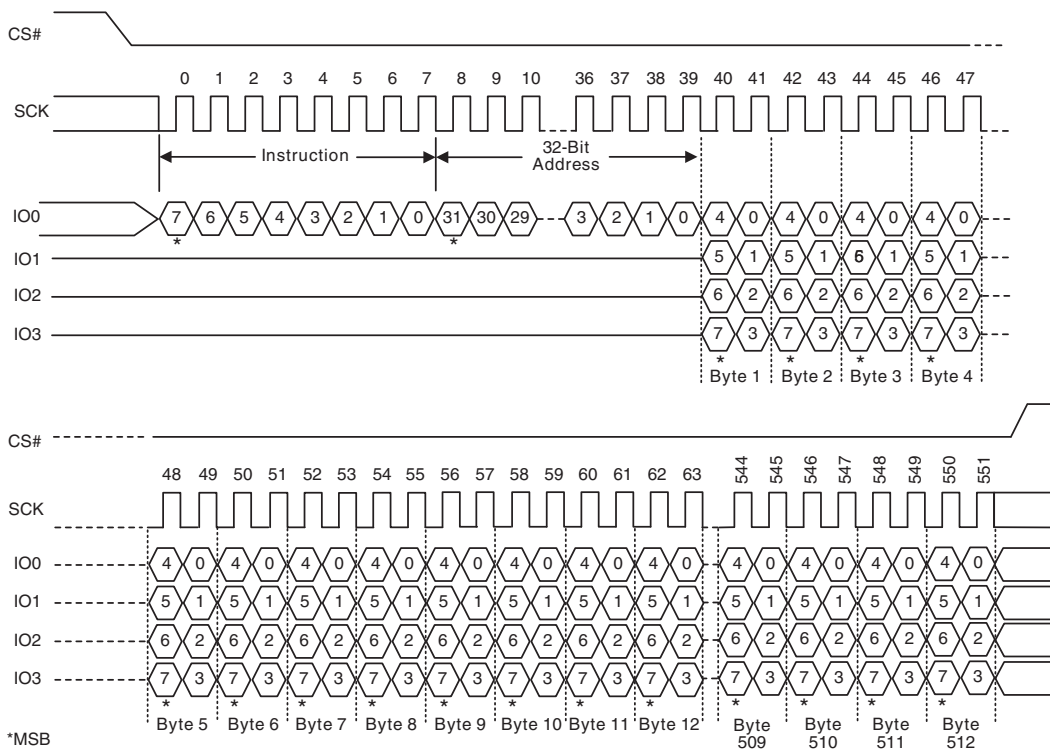 CS#
0 1 2 3 4 5 6 7 8 9 10 36 37 38 39 40 41 42 43 44 45 46 47
SCK
Instruction 32-Bit
Address
IO0 7 6 5 4 3 2 1 0 31 30 29 3 2 1 0 4 0 4 0 4 0 4 0
* *
IO1 5 1 5 1 6 1 5 1
IO2 6 2 6 2 6 2 6 2
IO3 7 3 7 3 7 3 7 3
* * * *
Byte 1 Byte 2 Byte 3 Byte 4
CS#
48 49 50 51 52 53 54 55 56 57 58 59 60 61 62 63 544 545 546 547 548 549 550 551
SCK
IO0 4 0 4 0 4 0 4 0 4 0 4 0 4 0 4 0 4 0 4 0 4 0 4 0
IO1 5 1 5 1 5 1 5 1 5 1 5 1 5 1 5 1 5 1 5 1 5 1 5 1
IO2 6 2 6 2 6 2 6 2 6 2 6 2 6 2 6 2 6 2 6 2 6 2 6 2
IO3 7 3 7 3 7 3 7 3 7 3 7 3 7 3 7 3 7 3 7 3 7 3 7 3
* * * * * * * * * * * *
Byte 5 Byte 6 Byte 7 Byte 8 Byte 9 Byte 10 Byte 11 Byte 12 Byte Byte Byte Byte
509 510 511 512
*MSB